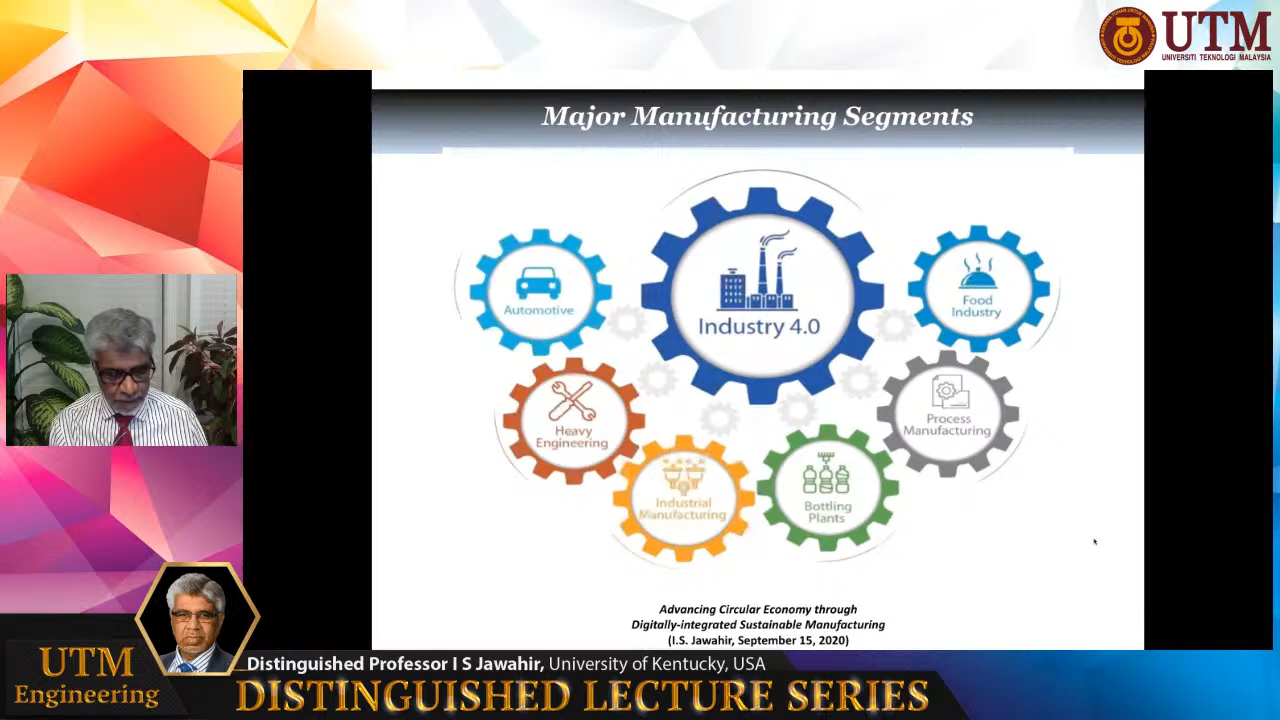 UTM
UNIVERSITI TEKNOLOGI MALAYSIA
Major Manufacturing Segments
Automotive
Industry 4.0
Food
Industry
Heavy
Engineering
Process
Manufacturing
Industrial
Manufacturing
Bottling
Plants
Advancing Circular Economy through
Digitally-integrated Sustainable Manufacturing
(I.S. Jawahir, September 15, 2020)
Distinguished Professor I S Jawahir, University of Kentucky, USA
UTM
Engineering
DISTINGUISHED LECTURE SERIES